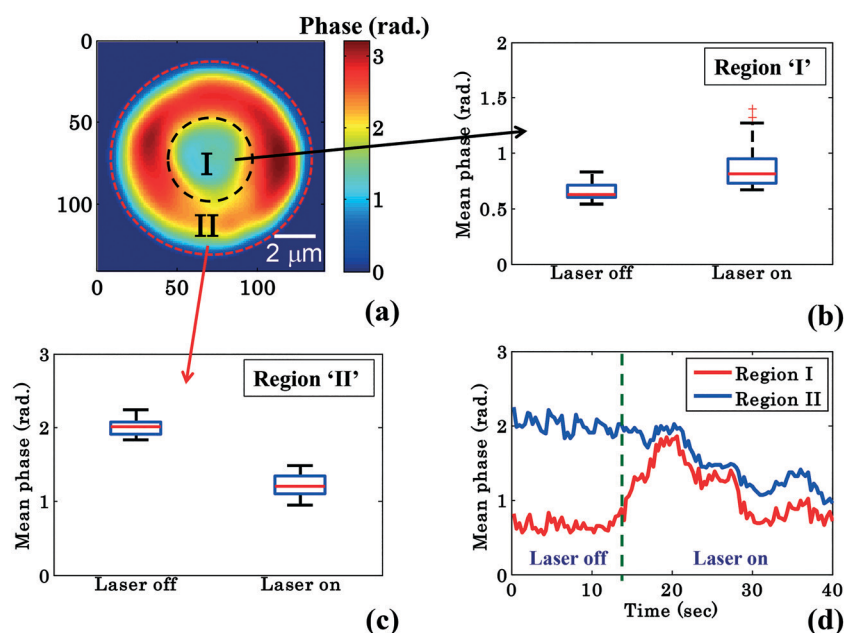 Phase (rad.)
0
50
100
0
50
100
3
2
1
0
I
II
2 μm
(a)
Mean phase (rad.)
2
1.5
1
0.5
0
Region ‘I’
Laser off
Laser on
(b)
Mean phase (rad.)
3
2
1
0
Region ‘II’
Laser off
Laser on
(c)
Mean phase (rad.)
3
2
1
0
Region I
Region II
Laser off
Laser on
0
10
20
30
40
Time (sec)
(d)